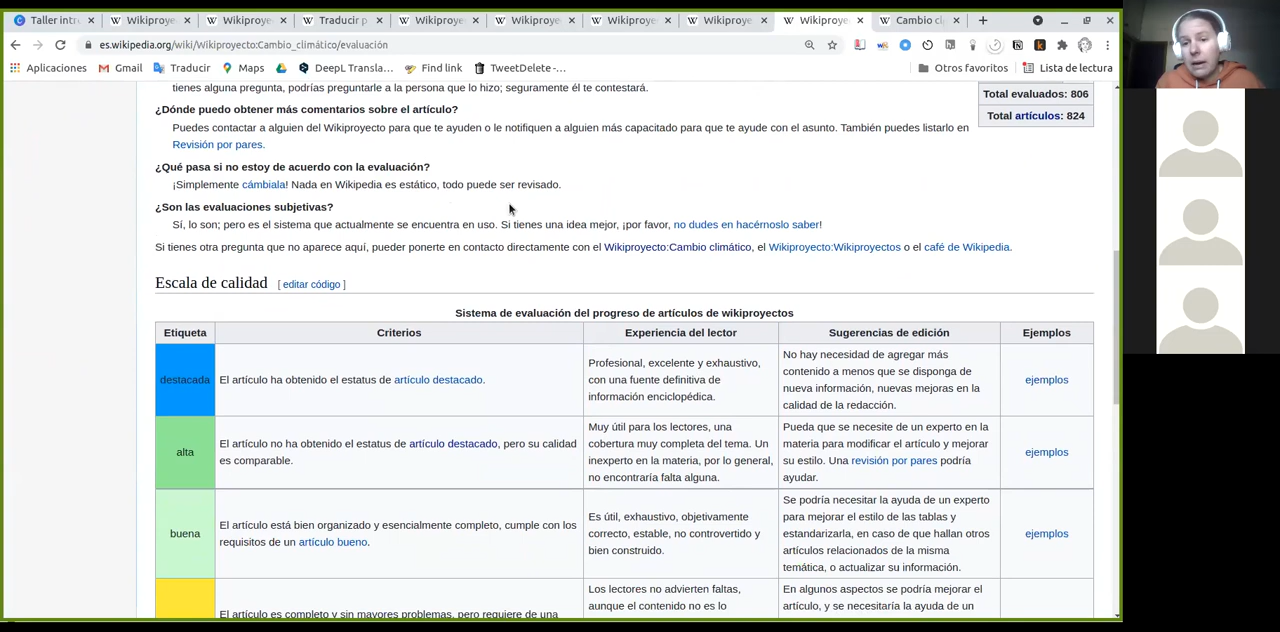 Taller intro
Wikiproye
Wikiproye
Traducir p
Wikiproye
Wikiproye
Wikiproye
Wikiproye
Wikiproye
Cambio cl
es.wikipedia.org/wiki/Wikiproyecto:Cambio_climático/evaluación
Aplicaciones Gmail Traducir Maps DeepL Transla... Find link TweetDelete -... Otros favoritos Lista de lectura
tienes alguna pregunta, podrías preguntarle a la persona que lo hizo; seguramente él te contestará.
Total evaluados: 806
Total artículos: 824
¿Dónde puedo obtener más comentarios sobre el artículo?
Puedes contactar a alguien del Wikiproyecto para que te ayuden o le notifiquen a alguien más capacitado para que te ayude con el asunto. También puedes listarlo en
Revisión por pares.
¿Qué pasa si no estoy de acuerdo con la evaluación?
¡Simplemente cámbiala! Nada en Wikipedia es estático, todo puede ser revisado.
¿Son las evaluaciones subjetivas?
Sí, lo son; pero es el sistema que actualmente se encuentra en uso. Si tienes una idea mejor, ¡por favor, no dudes en hacérnoslo saber!
Si tienes otra pregunta que no aparece aquí, pueder ponerte en contacto directamente con el Wikiproyecto:Cambio climático, el Wikiproyecto:Wikiproyectos o el café de Wikipedia.
Escala de calidad [ editar código ]
Sistema de evaluación del progreso de artículos de wikiproyectos
Etiqueta Criterios Experiencia del lector Sugerencias de edición Ejemplos
destacada
El artículo ha obtenido el estatus de artículo destacado.
Profesional, excelente y exhaustivo,
con una fuente definitiva de
información enciclopédica.
No hay necesidad de agregar más
contenido a menos que se disponga de
nueva información, nuevas mejoras en la
calidad de la redacción.
ejemplos
alta
El artículo no ha obtenido el estatus de artículo destacado, pero su calidad
es comparable.
Muy útil para los lectores, una
cobertura muy completa del tema. Un
inexperto en la materia, por lo general,
no encontraría falta alguna.
Pueda que se necesite de un experto en la
materia para modificar el artículo y mejorar
su estilo. Una revisión por pares podría
ayudar.
ejemplos
buena
El artículo está bien organizado y esencialmente completo, cumple con los
requisitos de un artículo bueno.
Es útil, exhaustivo, objetivamente
correcto, estable, no controvertido y
bien construido.
Se podría necesitar la ayuda de un experto
para mejorar el estilo de las tablas y
estandarizarla, en caso de que hallan otros
artículos relacionados de la misma
temática, o actualizar su información.
ejemplos
El artículo es completo y sin mayores problemas, pero requiere de una
Los lectores no advierten faltas,
aunque el contenido no es lo
En algunos aspectos se podría mejorar el
artículo, y se necesitaría la ayuda de un